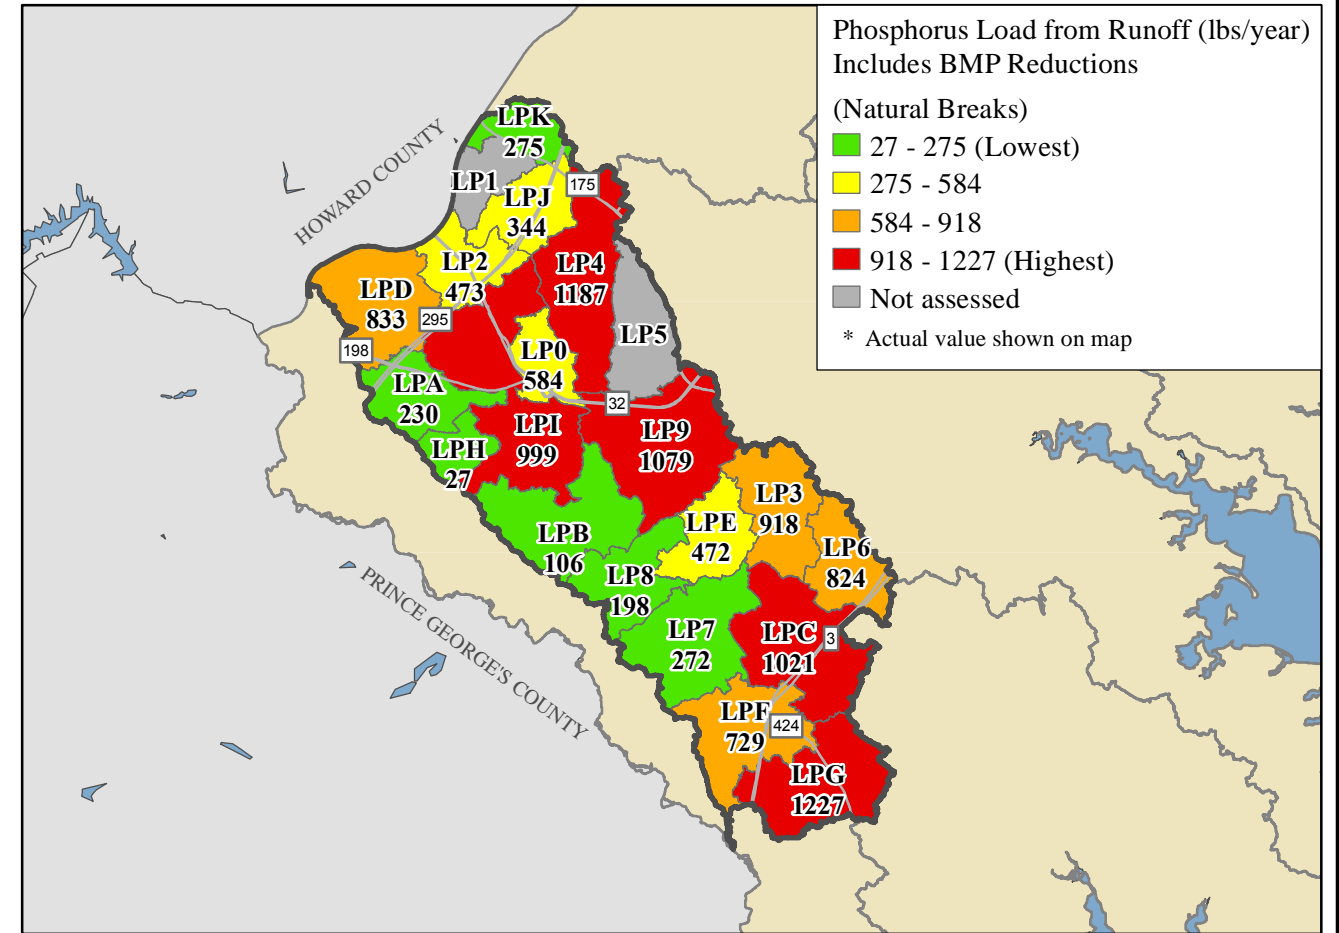 Phosphorus Load from Runoff (lbs/year)
Includes BMP Reductions
(Natural Breaks)
27 - 275 (Lowest)
275 - 584
584 - 918
918 - 1227 (Highest)
Not assessed
* Actual value shown on map
HOWARD COUNTY
PRINCE GEORGE'S COUNTY
LPK
275
LP1
175
LPJ
344
LP2
473
LP4
1187
LPD
833
295
198
LP5
LP0
584
LPA
230
32
LPI
999
LP9
1079
LPH
27
LP3
918
LPE
472
LPB
106
LP6
824
LP8
198
LP7
272
LPC
1021
3
LPF
729
424
LPG
1227